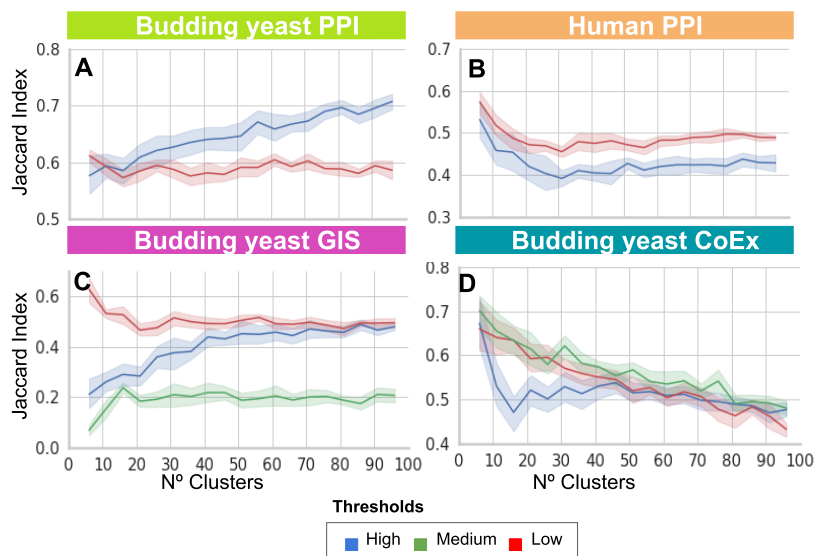 Budding yeast PPI
Human PPI
A
B
Jaccard Index
0.8
0.7
0.6
0.5
0.7
0.6
0.5
0.4
0.3
Budding yeast GIS
Budding yeast CoEx
C
D
Jaccard Index
0.6
0.4
0.2
0.0
0.8
0.7
0.6
0.5
0.4
0 10 20 30 40 50 60 70 80 90 100
0 10 20 30 40 50 60 70 80 90 100
Nº Clusters
Nº Clusters
Thresholds
High Medium Low